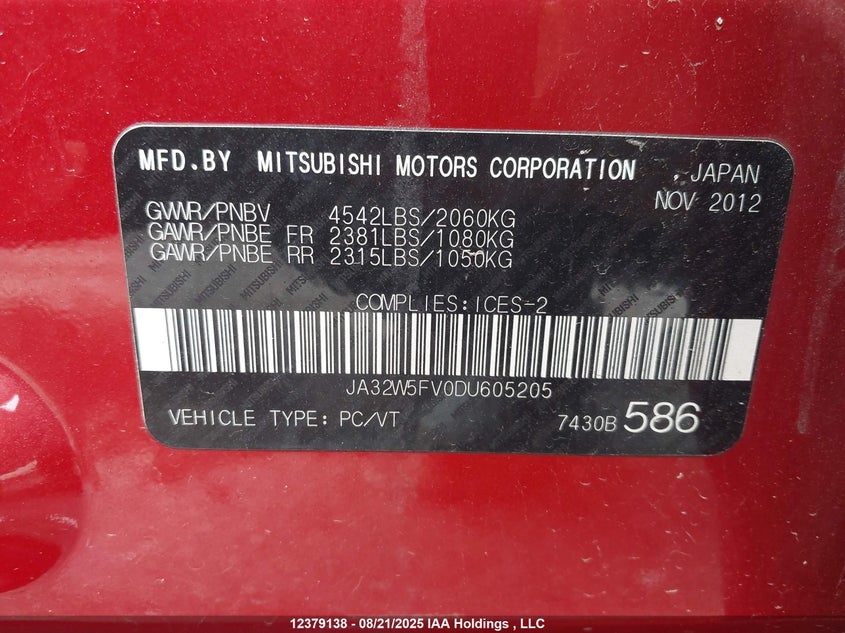 MFD.BY MITSUBISHI MOTORS CORPORATION JAPAN
NOV 2012
GVWR/PNBV 4542LBS/2060KG
GAWR/PNBE FR 2381LBS/1080KG
GAWR/PNBE RR 2315LBS/1050KG
COMPLIES:ICES-2
JA32W5FV0DU605205
VEHICLE TYPE: PC/VT 7430B 586
12379138 - 08/21/2025 IAA Holdings , LLC